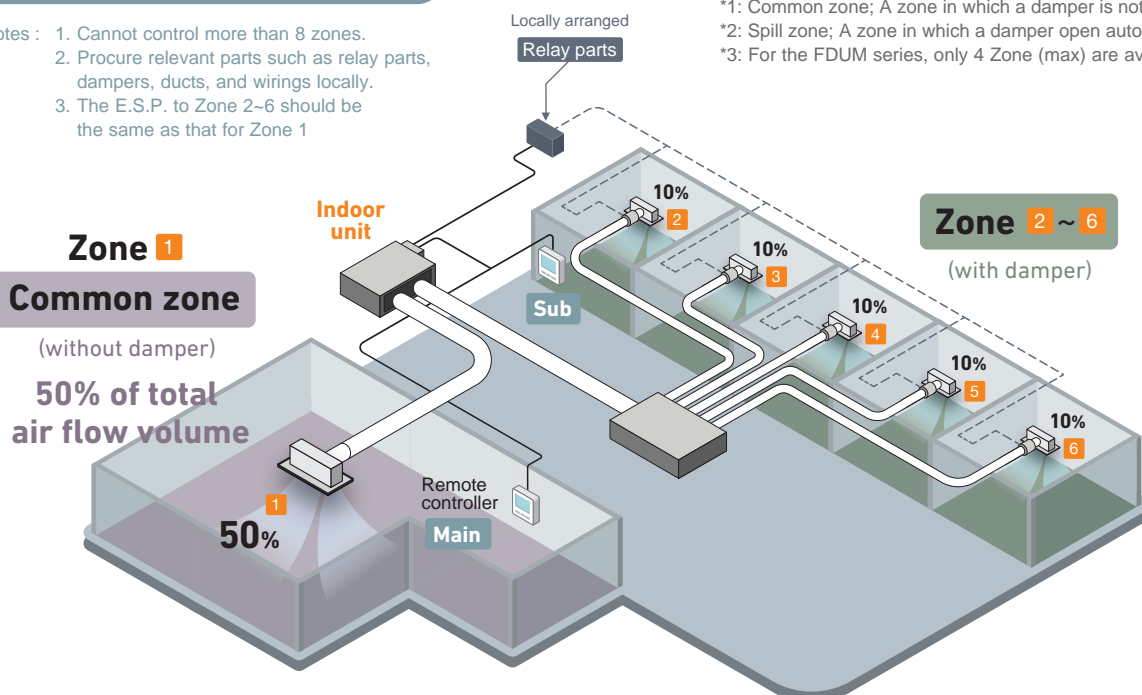 otes : 1. Cannot control more than 8 zones.
2. Procure relevant parts such as relay parts,
dampers, ducts, and wirings locally.
3. The E.S.P. to Zone 2~6 should be
the same as that for Zone 1
Locally arranged
Relay parts
*1: Common zone; A zone in which a damper is not
*2: Spill zone; A zone in which a damper open auto
*3: For the FDUM series, only 4 Zone (max) are av
Indoor
unit
Zone 1
Common zone
(without damper)
50% of total
air flow volume
Zone 2 ~ 6
(with damper)
10%
2
10%
3
10%
4
10%
5
10%
6
Sub
1
50%
Remote
controller
Main